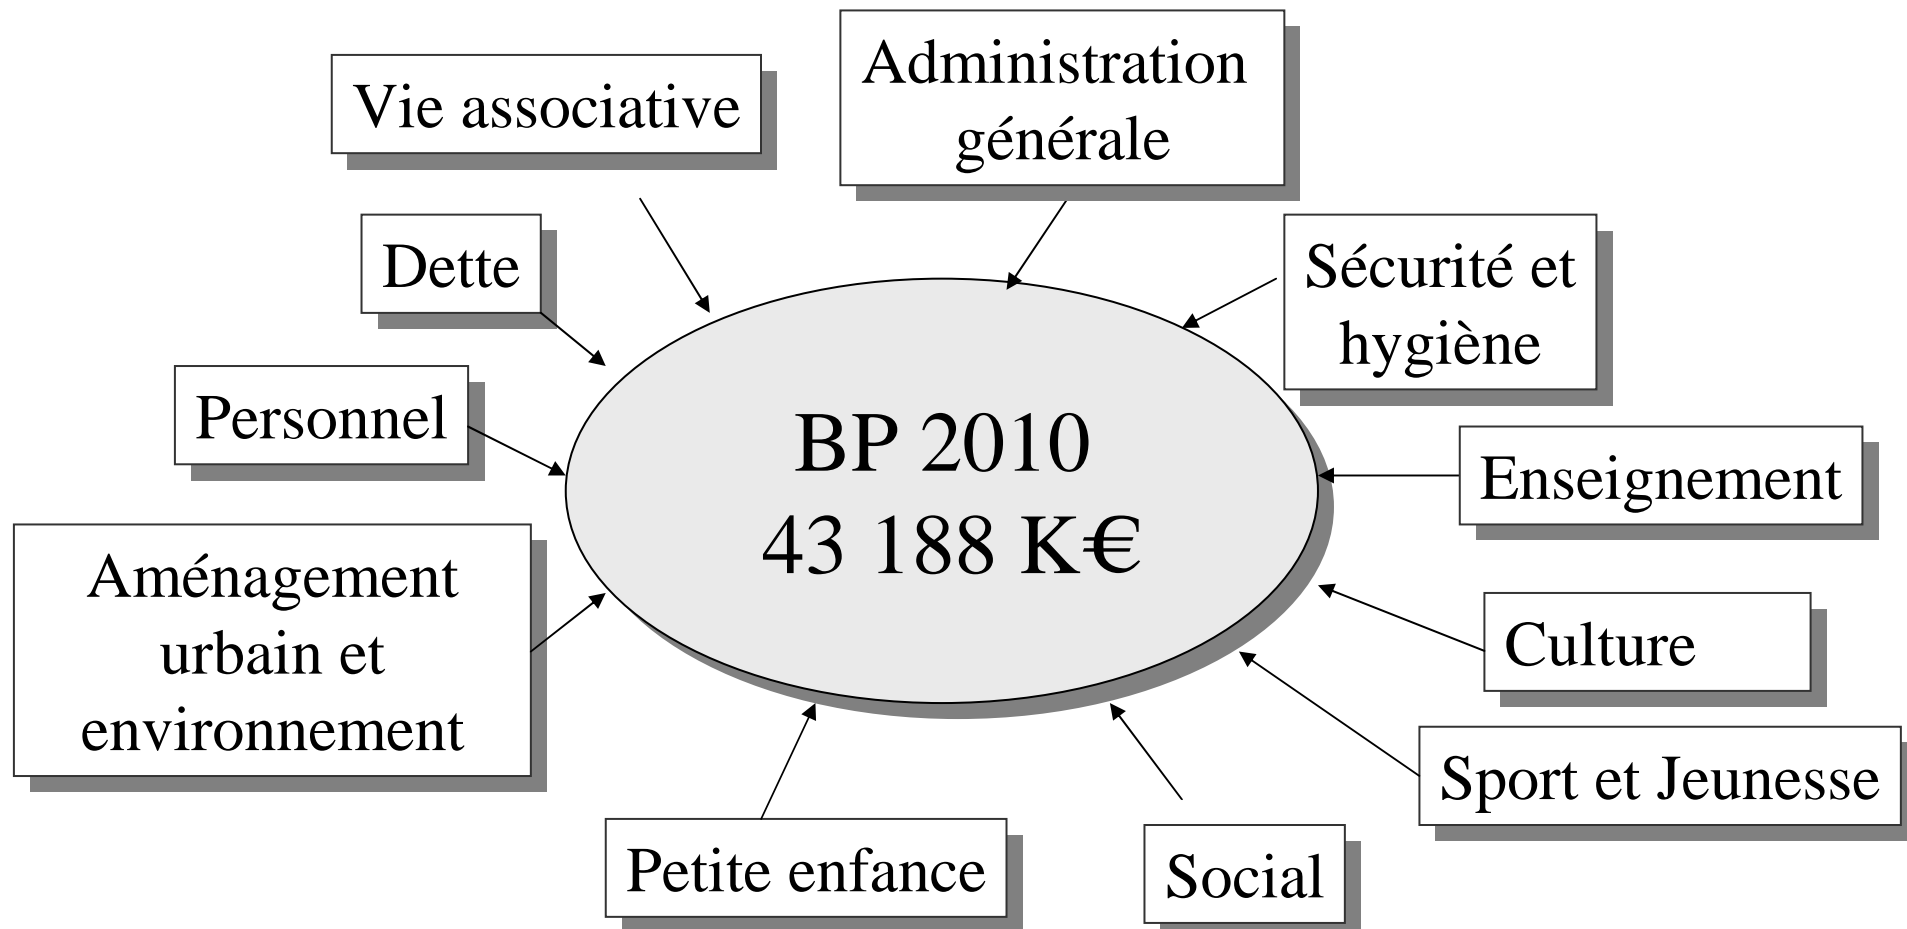 Vie associative
Administration
générale
Dette
Sécurité et
hygiène
Personnel
BP 2010
43 188 K€
Enseignement
Aménagement
urbain et
environnement
Culture
Sport et Jeunesse
Petite enfance
Social